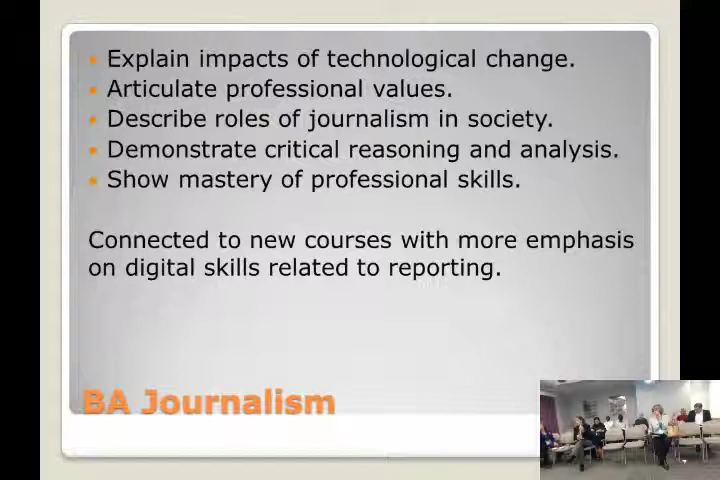 Explain impacts of technological change.
Articulate professional values.
Describe roles of journalism in society.
Demonstrate critical reasoning and analysis.
Show mastery of professional skills.
Connected to new courses with more emphasis
on digital skills related to reporting.
BA Journalism